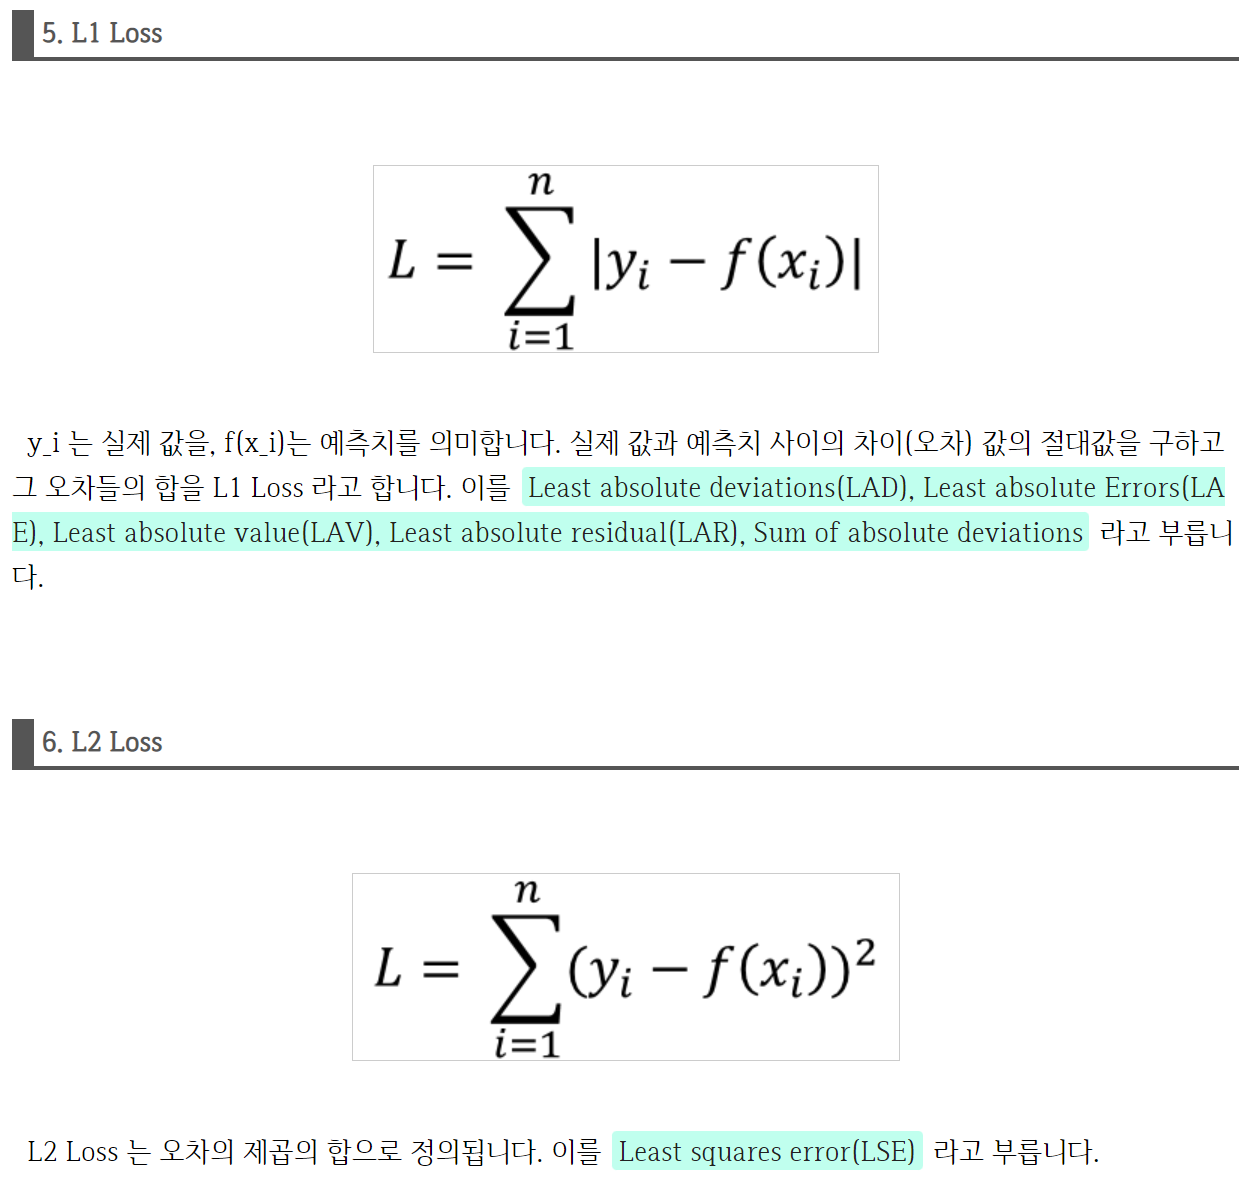 5. L1 Loss
L = \sum_{i=1}^{n} |y_i - f(x_i)|
y_i 는 실제 값을, f(x_i)는 예측치를 의미합니다. 실제 값과 예측치 사이의 차이(오차) 값의 절대값을 구하고
그 오차들의 합을 L1 Loss 라고 합니다. 이를 Least absolute deviations(LAD), Least absolute Errors(LA
E), Least absolute value(LAV), Least absolute residual(LAR), Sum of absolute deviations 라고 부릅니
다.
6. L2 Loss
L = \sum_{i=1}^{n} (y_i - f(x_i))^2
L2 Loss 는 오차의 제곱의 합으로 정의됩니다. 이를 Least squares error(LSE) 라고 부릅니다.